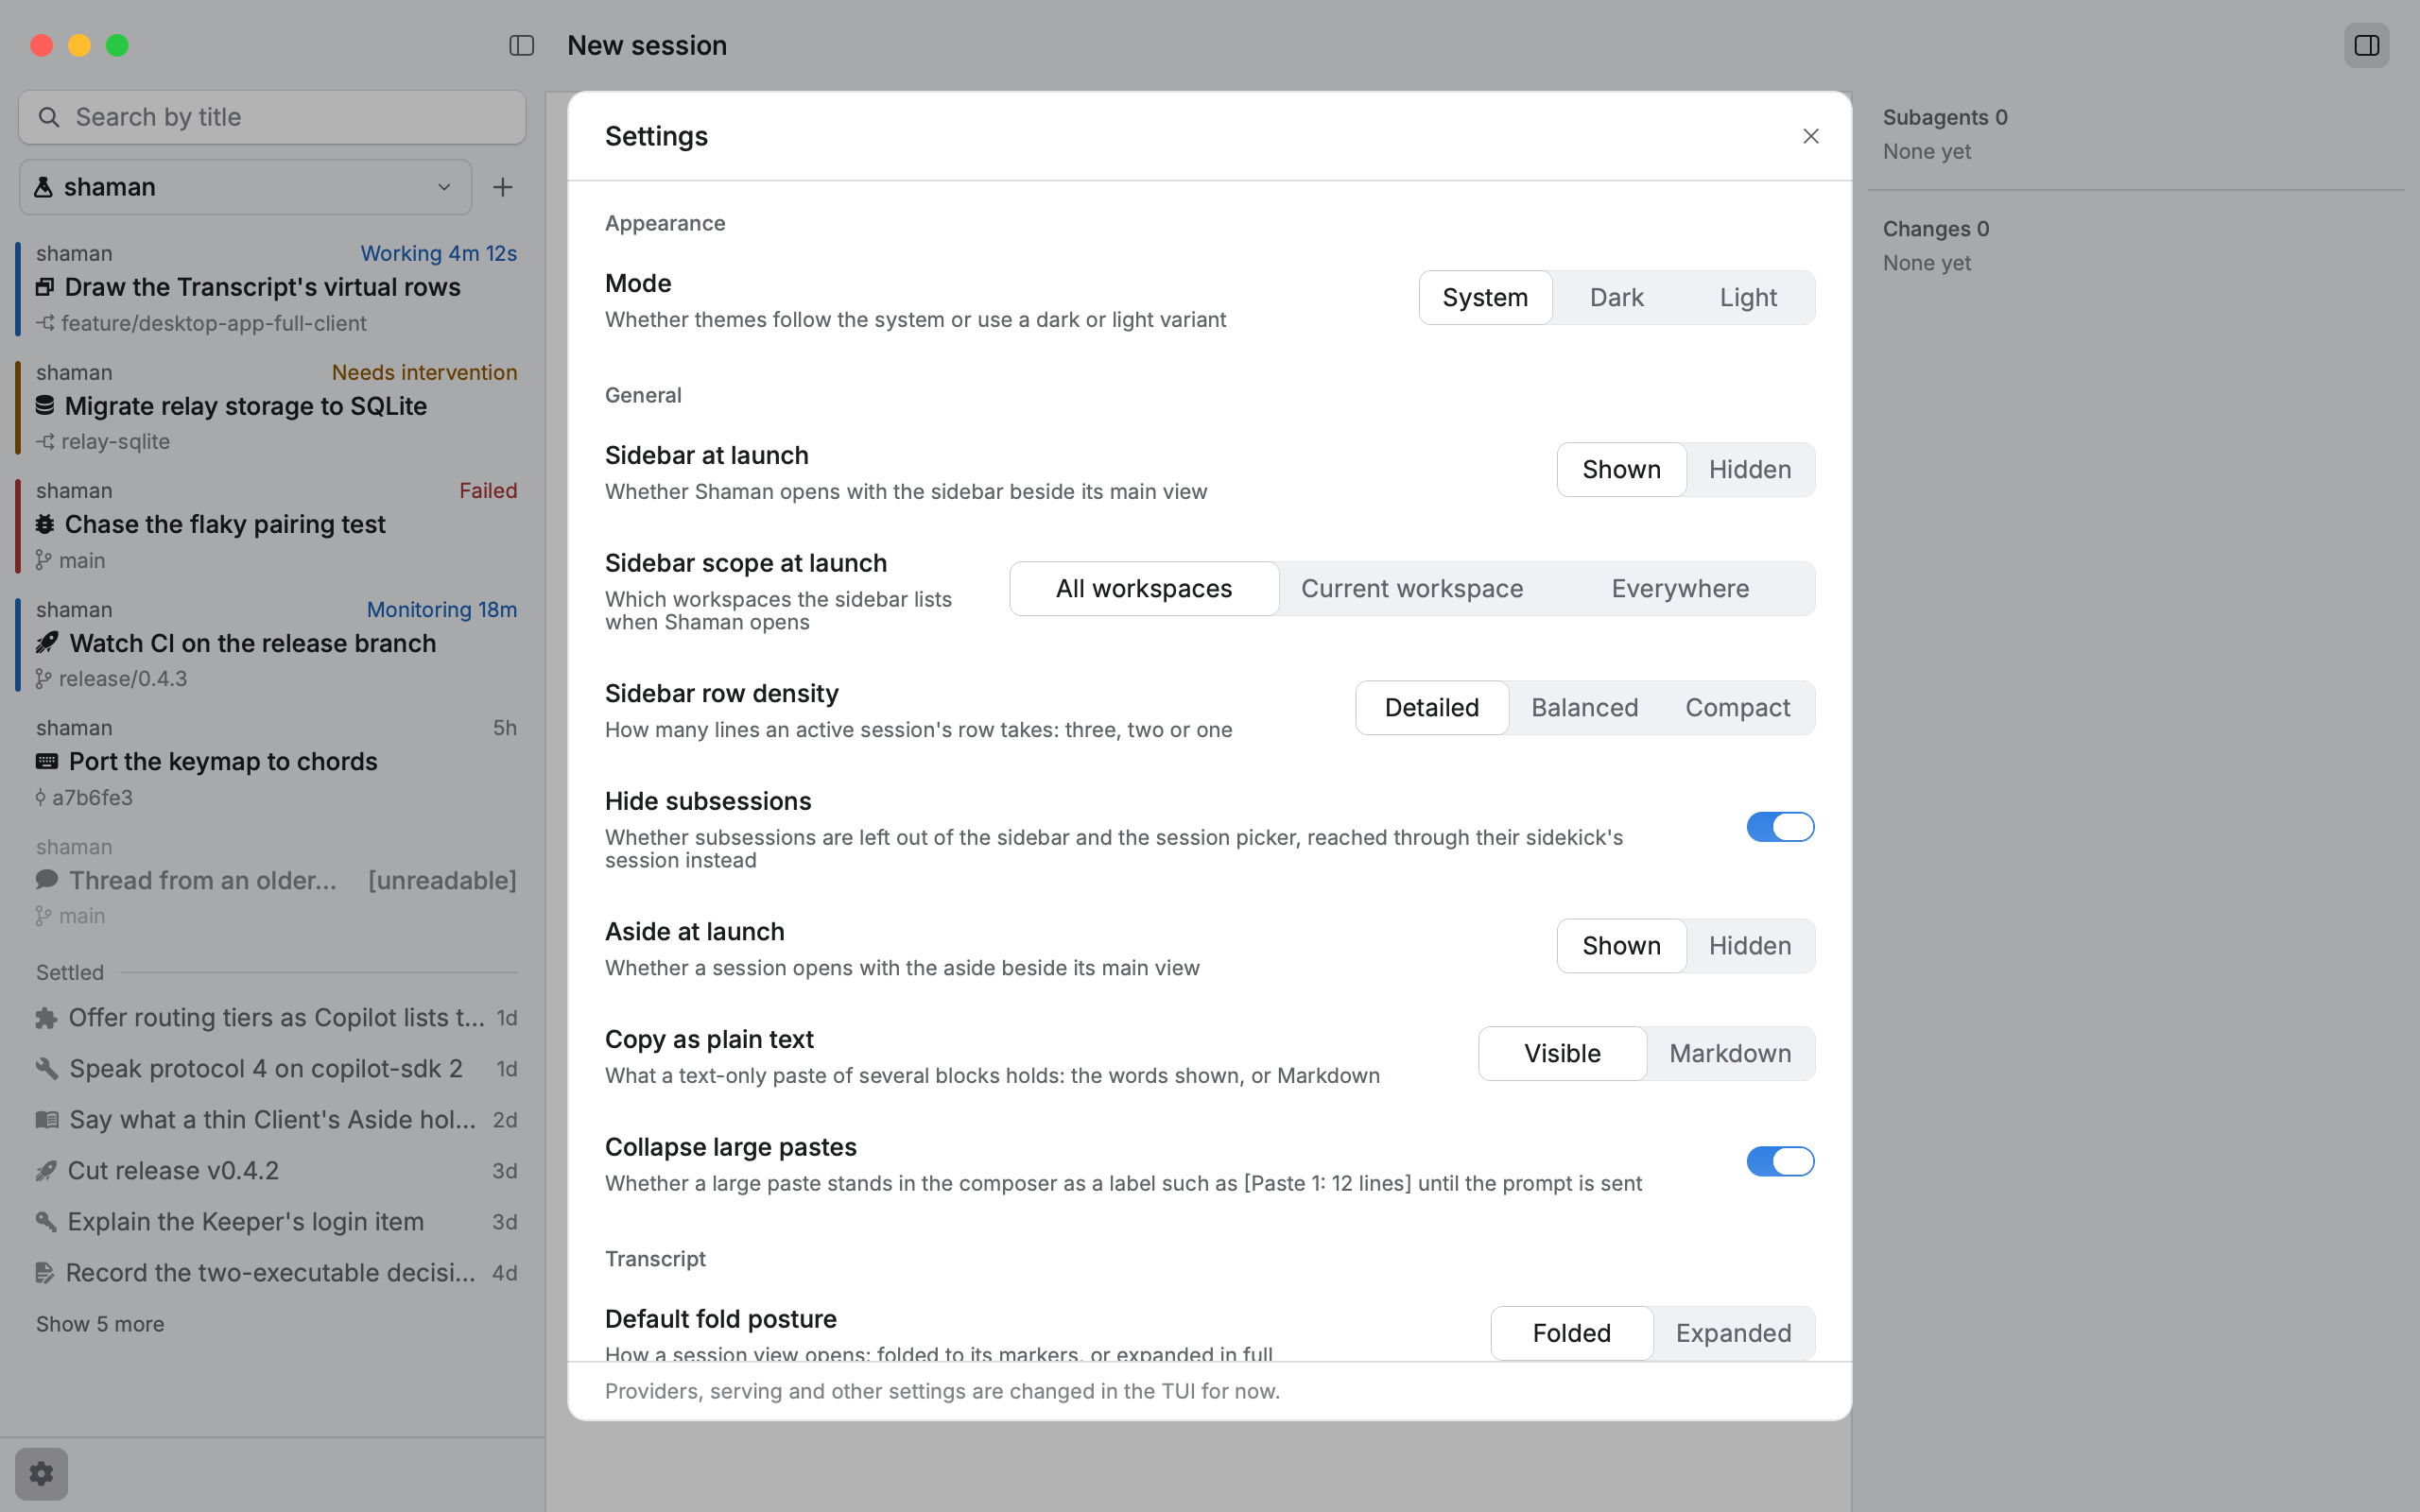 New session
Search by title
shaman
shaman Working 4m 12s
Draw the Transcript's virtual rows
feature/desktop-app-full-client
shaman Needs intervention
Migrate relay storage to SQLite
relay-sqlite
shaman Failed
Chase the flaky pairing test
main
shaman Monitoring 18m
Watch CI on the release branch
release/0.4.3
shaman 5h
Port the keymap to chords
a7b6fe3
shaman
Thread from an older... [unreadable]
main
Settled
Offer routing tiers as Copilot lists t... 1d
Speak protocol 4 on copilot-sdk 2 1d
Say what a thin Client's Aside hol... 2d
Cut release v0.4.2 3d
Explain the Keeper's login item 3d
Record the two-executable decisi... 4d
Show 5 more
Settings
Appearance
Mode
Whether themes follow the system or use a dark or light variant
System Dark Light
General
Sidebar at launch
Whether Shaman opens with the sidebar beside its main view
Shown Hidden
Sidebar scope at launch
Which workspaces the sidebar lists
when Shaman opens
All workspaces Current workspace Everywhere
Sidebar row density
How many lines an active session's row takes: three, two or one
Detailed Balanced Compact
Hide subsessions
Whether subsessions are left out of the sidebar and the session picker, reached through their sidekick's
session instead
Aside at launch
Whether a session opens with the aside beside its main view
Shown Hidden
Copy as plain text
What a text-only paste of several blocks holds: the words shown, or Markdown
Visible Markdown
Collapse large pastes
Whether a large paste stands in the composer as a label such as [Paste 1: 12 lines] until the prompt is sent
Transcript
Default fold posture
How a session view opens: folded to its markers, or expanded in full
Folded Expanded
Providers, serving and other settings are changed in the TUI for now.
Subagents 0
None yet
Changes 0
None yet